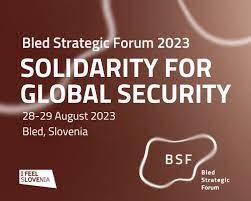 Bled Strategic Forum 2023
SOLIDARITY FOR
GLOBAL SECURITY
28-29 August 2023
Bled, Slovenia
I FEEL
SLOVENIA
BSF
Bled
Strategic
Forum